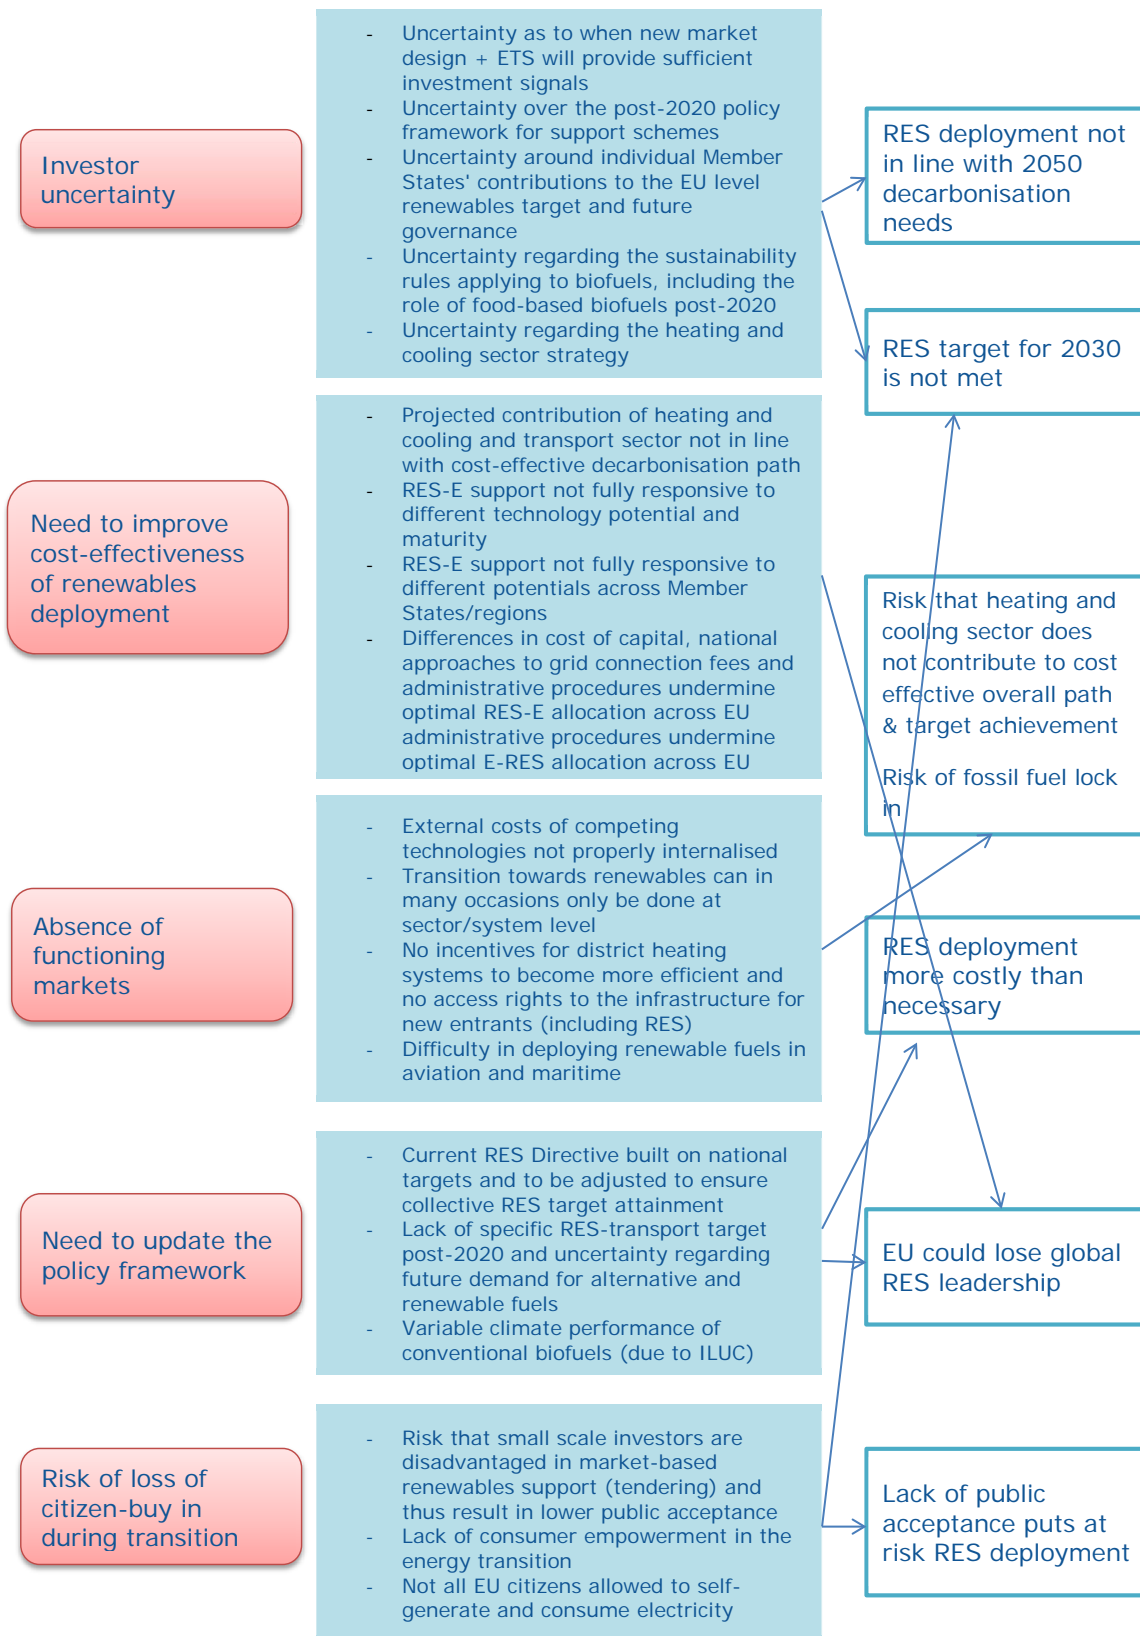 Investor
uncertainty
- Uncertainty as to when new market
design + ETS will provide sufficient
investment signals
- Uncertainty over the post-2020 policy
framework for support schemes
- Uncertainty around individual Member
States' contributions to the EU level
renewables target and future
governance
- Uncertainty regarding the sustainability
rules applying to biofuels, including the
role of food-based biofuels post-2020
- Uncertainty regarding the heating and
cooling sector strategy
RES deployment not
in line with 2050
decarbonisation
needs
RES target for 2030
is not met
Need to improve
cost-effectiveness
of renewables
deployment
- Projected contribution of heating and
cooling and transport sector not in line
with cost-effective decarbonisation path
- RES-E support not fully responsive to
different technology potential and
maturity
- RES-E support not fully responsive to
different potentials across Member
States/regions
- Differences in cost of capital, national
approaches to grid connection fees and
administrative procedures undermine
optimal RES-E allocation across EU
administrative procedures undermine
optimal E-RES allocation across EU
Risk that heating and
cooling sector does
not contribute to cost
effective overall path
& target achievement
Risk of fossil fuel lock
in
Absence of
functioning
markets
- External costs of competing
technologies not properly internalised
- Transition towards renewables can in
many occasions only be done at
sector/system level
- No incentives for district heating
systems to become more efficient and
no access rights to the infrastructure for
new entrants (including RES)
- Difficulty in deploying renewable fuels in
aviation and maritime
RES deployment
more costly than
necessary
Need to update the
policy framework
- Current RES Directive built on national
targets and to be adjusted to ensure
collective RES target attainment
- Lack of specific RES-transport target
post-2020 and uncertainty regarding
future demand for alternative and
renewable fuels
- Variable climate performance of
conventional biofuels (due to ILUC)
EU could lose global
RES leadership
Risk of loss of
citizen-buy in
during transition
- Risk that small scale investors are
disadvantaged in market-based
renewables support (tendering) and
thus result in lower public acceptance
- Lack of consumer empowerment in the
energy transition
- Not all EU citizens allowed to self-
generate and consume electricity
Lack of public
acceptance puts at
risk RES deployment